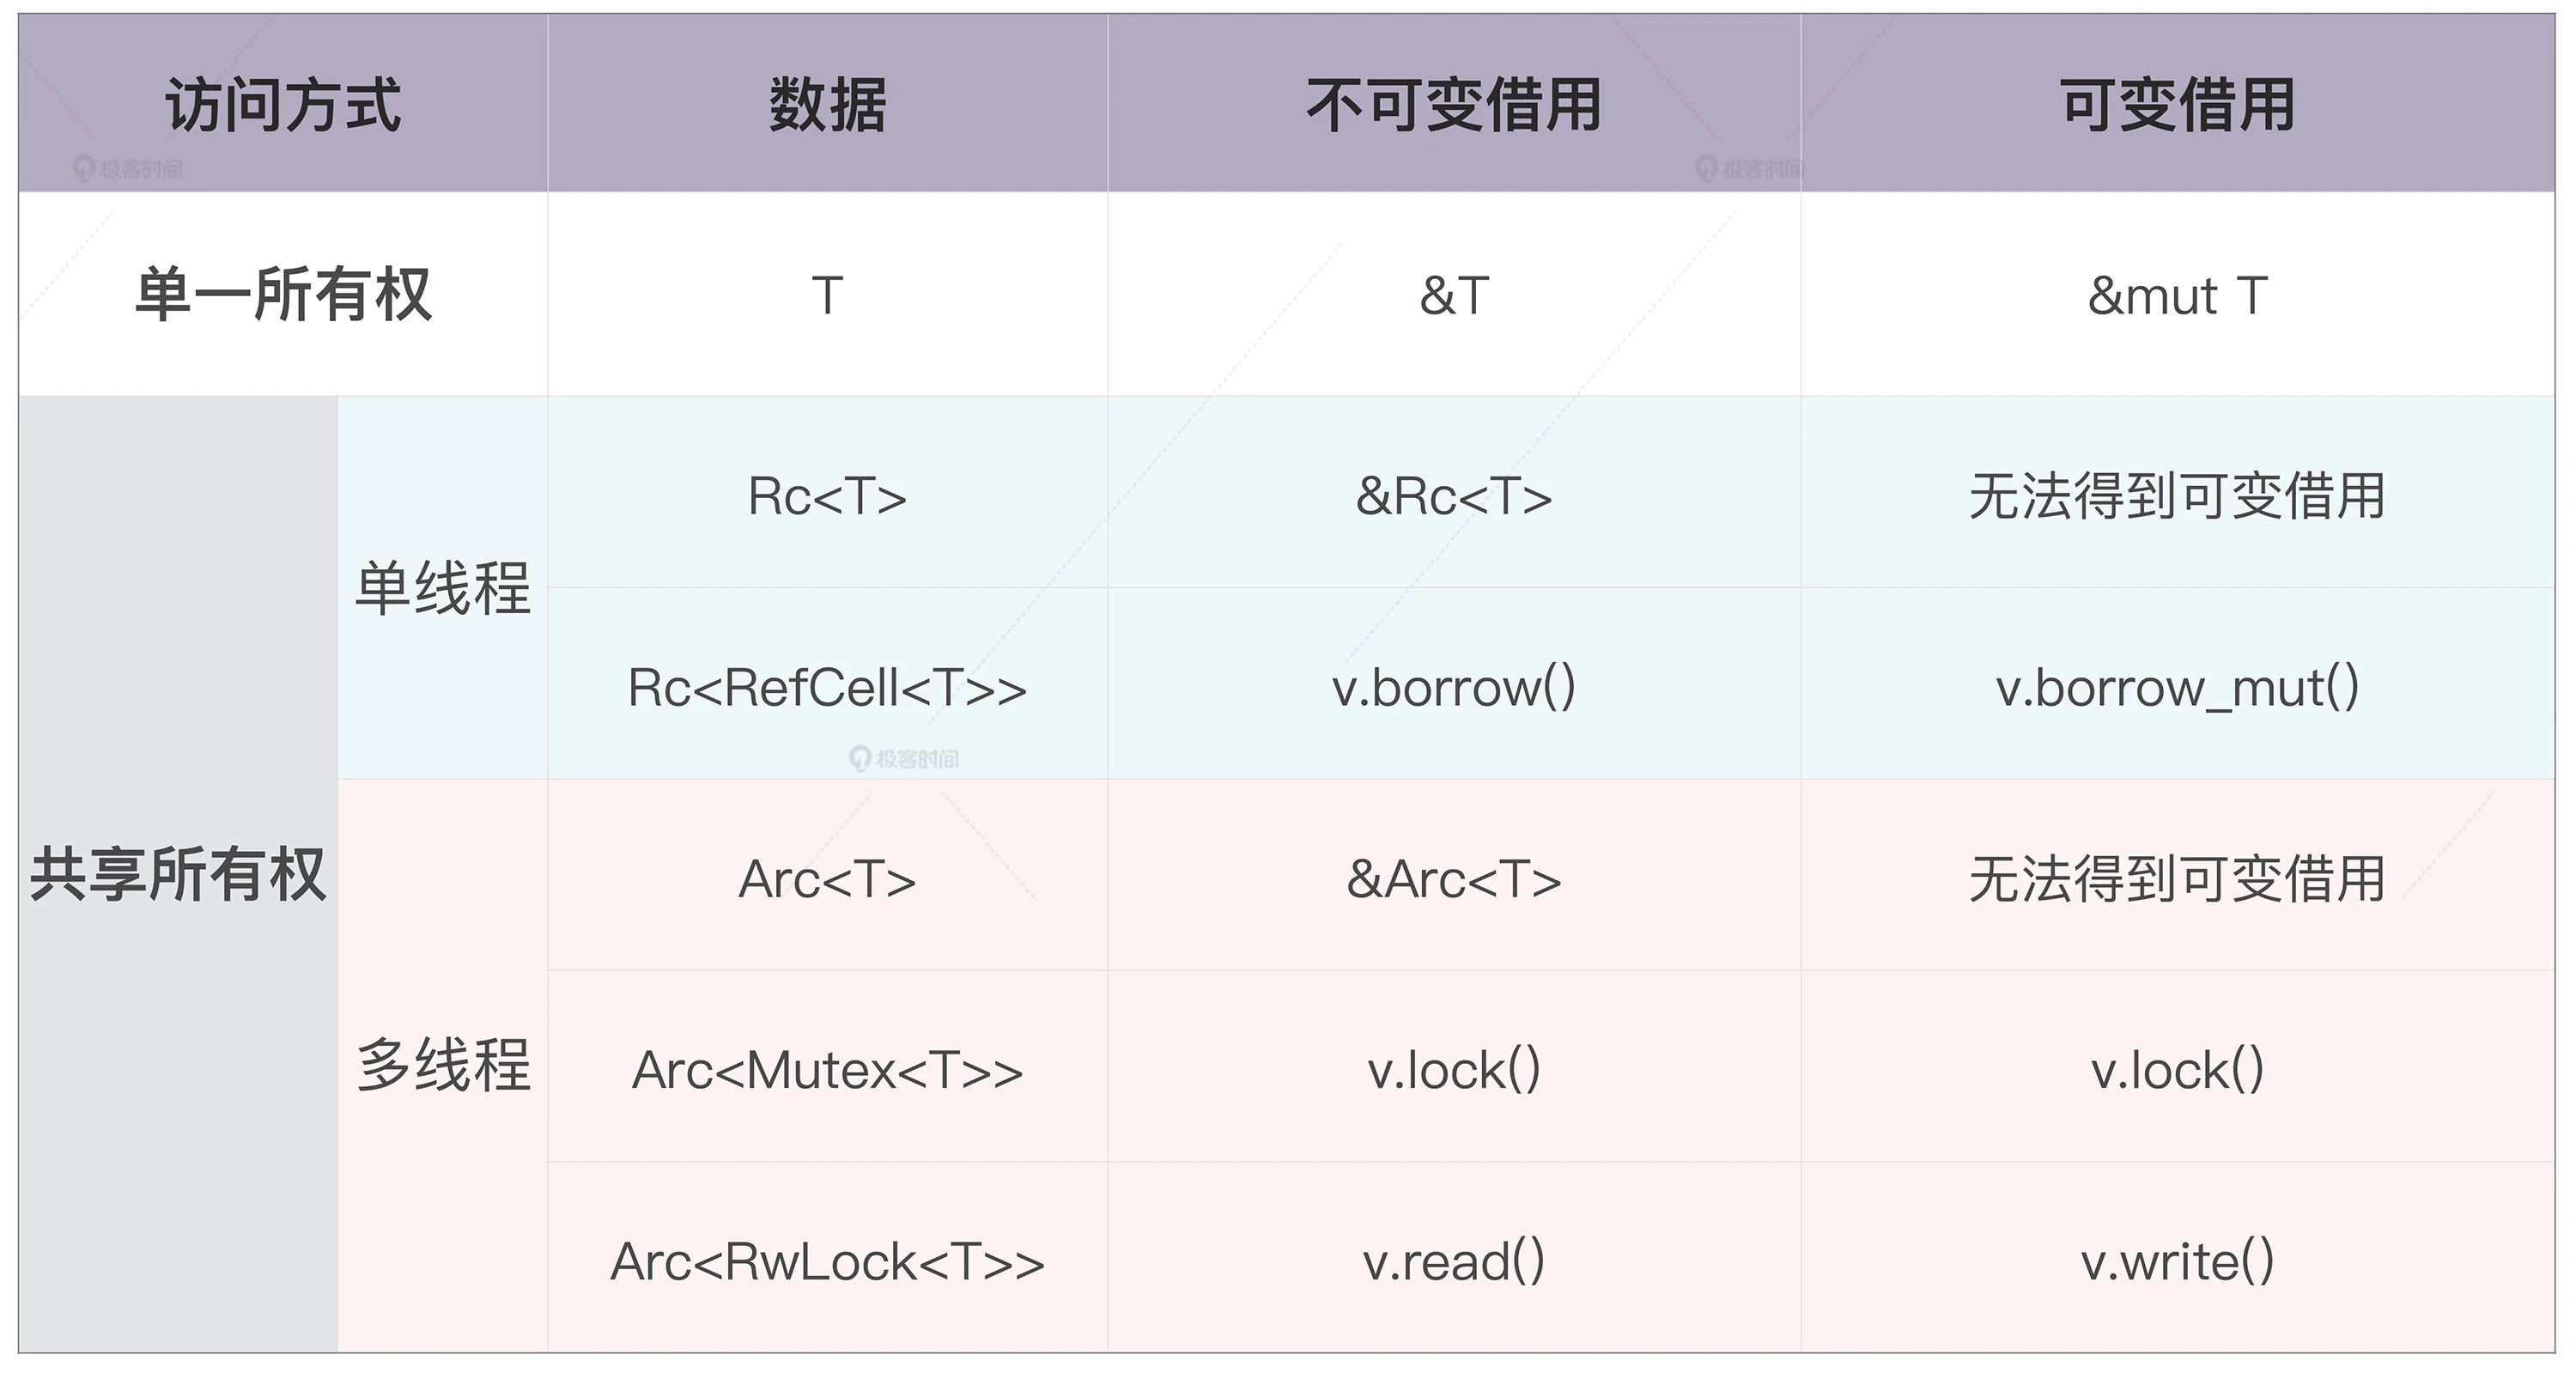 访问方式 数据 不可变借用 可变借用
极客时间 极客时间
单一所有权 T &T &mut T
Rc<T> &Rc<T> 无法得到可变借用
单线程
Rc<RefCell<T>> v.borrow() v.borrow_mut()
极客时间
共享所有权 Arc<T> &Arc<T> 无法得到可变借用
多线程 Arc<Mutex<T>> v.lock() v.lock()
Arc<RwLock<T>> v.read() v.write()